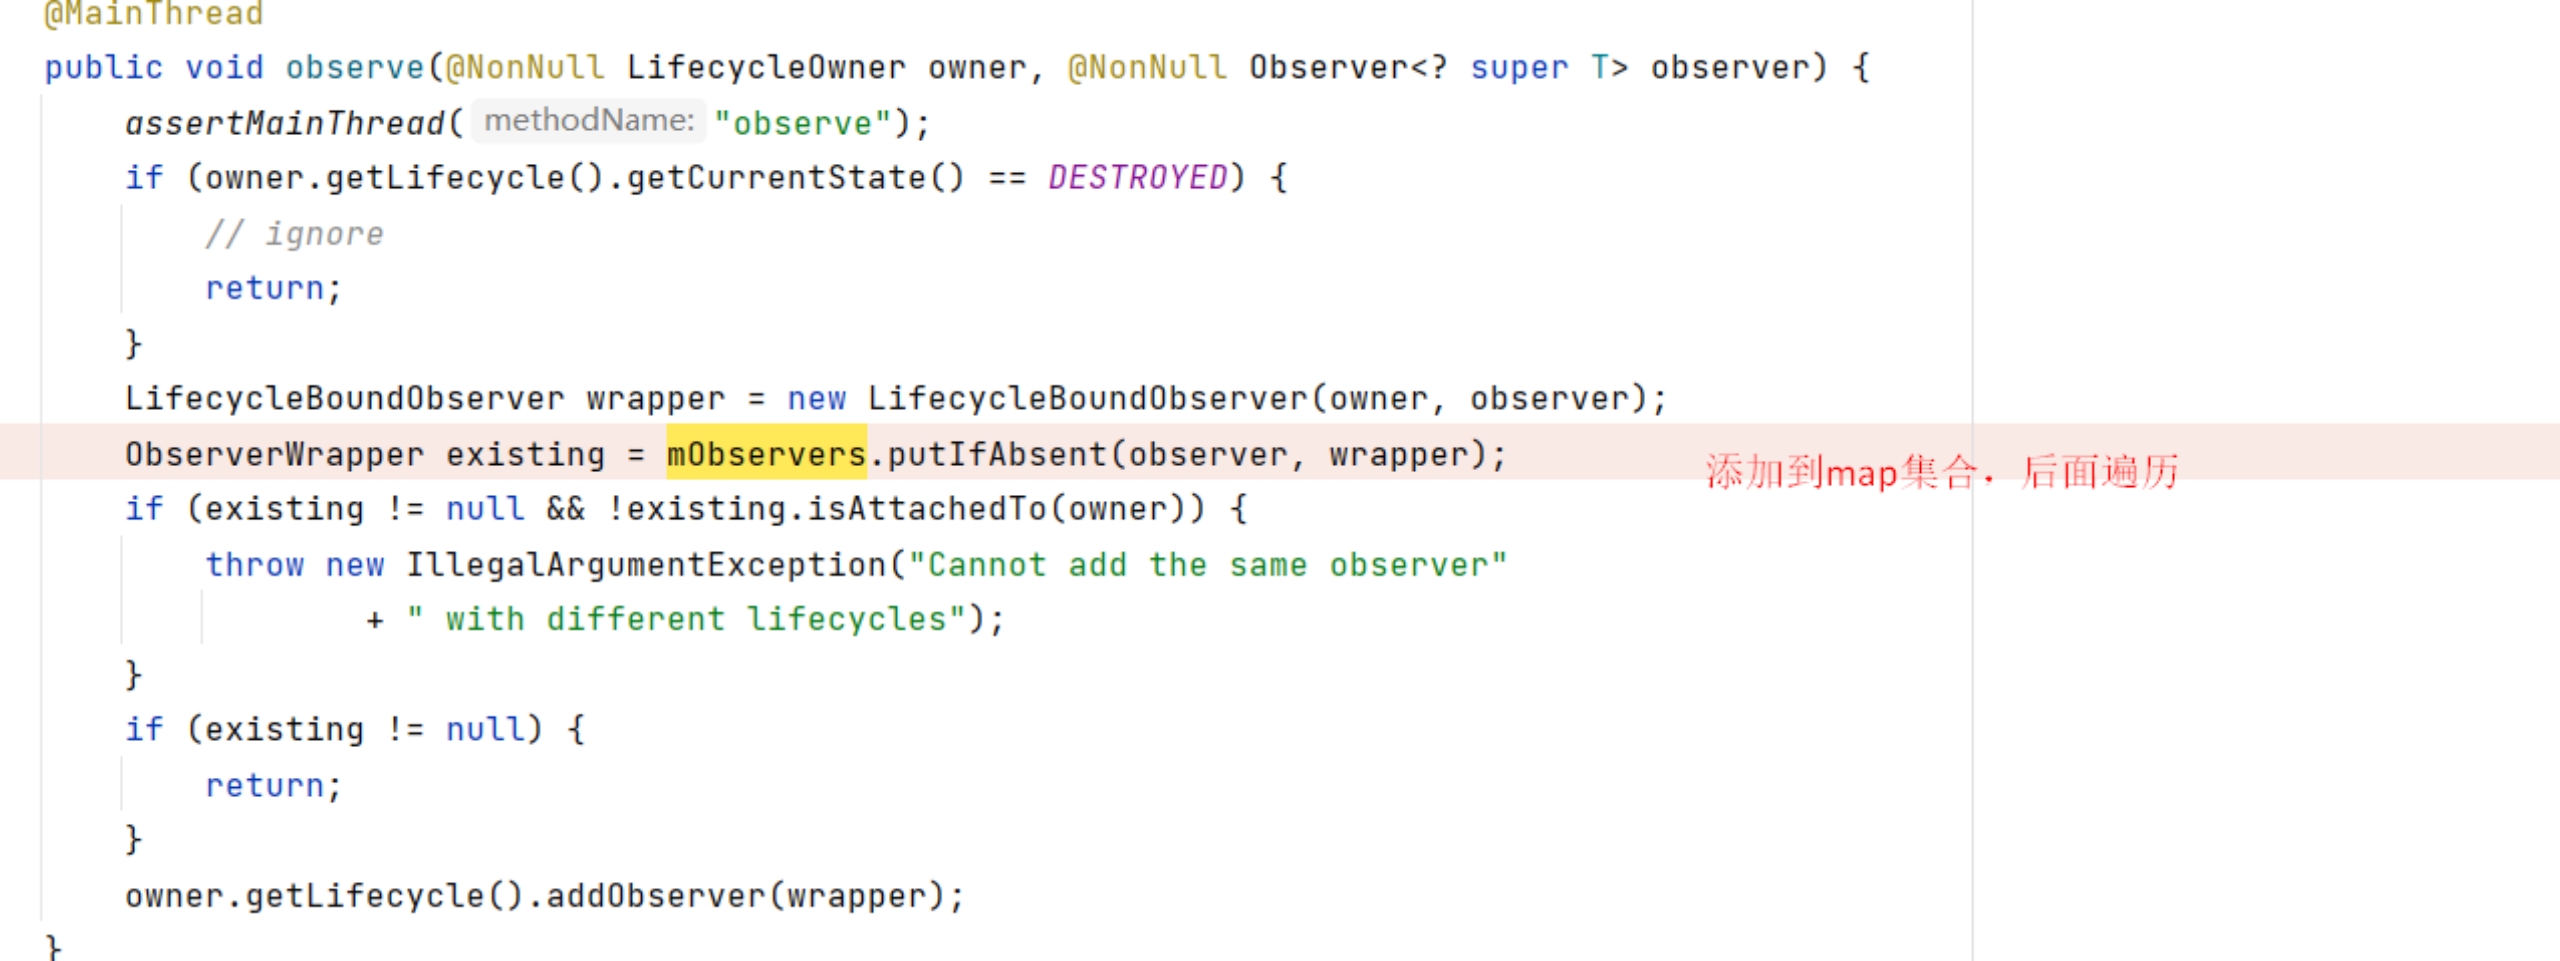 @MainThread
public void observe(@NonNull LifecycleOwner owner, @NonNull Observer<? super T> observer) {
assertMainThread( methodName: "observe");
if (owner.getLifecycle().getCurrentState() == DESTROYED) {
// ignore
return;
}
LifecycleBoundObserver wrapper = new LifecycleBoundObserver(owner, observer);
ObserverWrapper existing = mObservers.putIfAbsent(observer, wrapper); 添加到map集合. 后面遍历
if (existing != null && !existing.isAttachedTo(owner)) {
throw new IllegalArgumentException("Cannot add the same observer"
+ " with different lifecycles");
}
if (existing != null) {
return;
}
owner.getLifecycle().addObserver(wrapper);
}